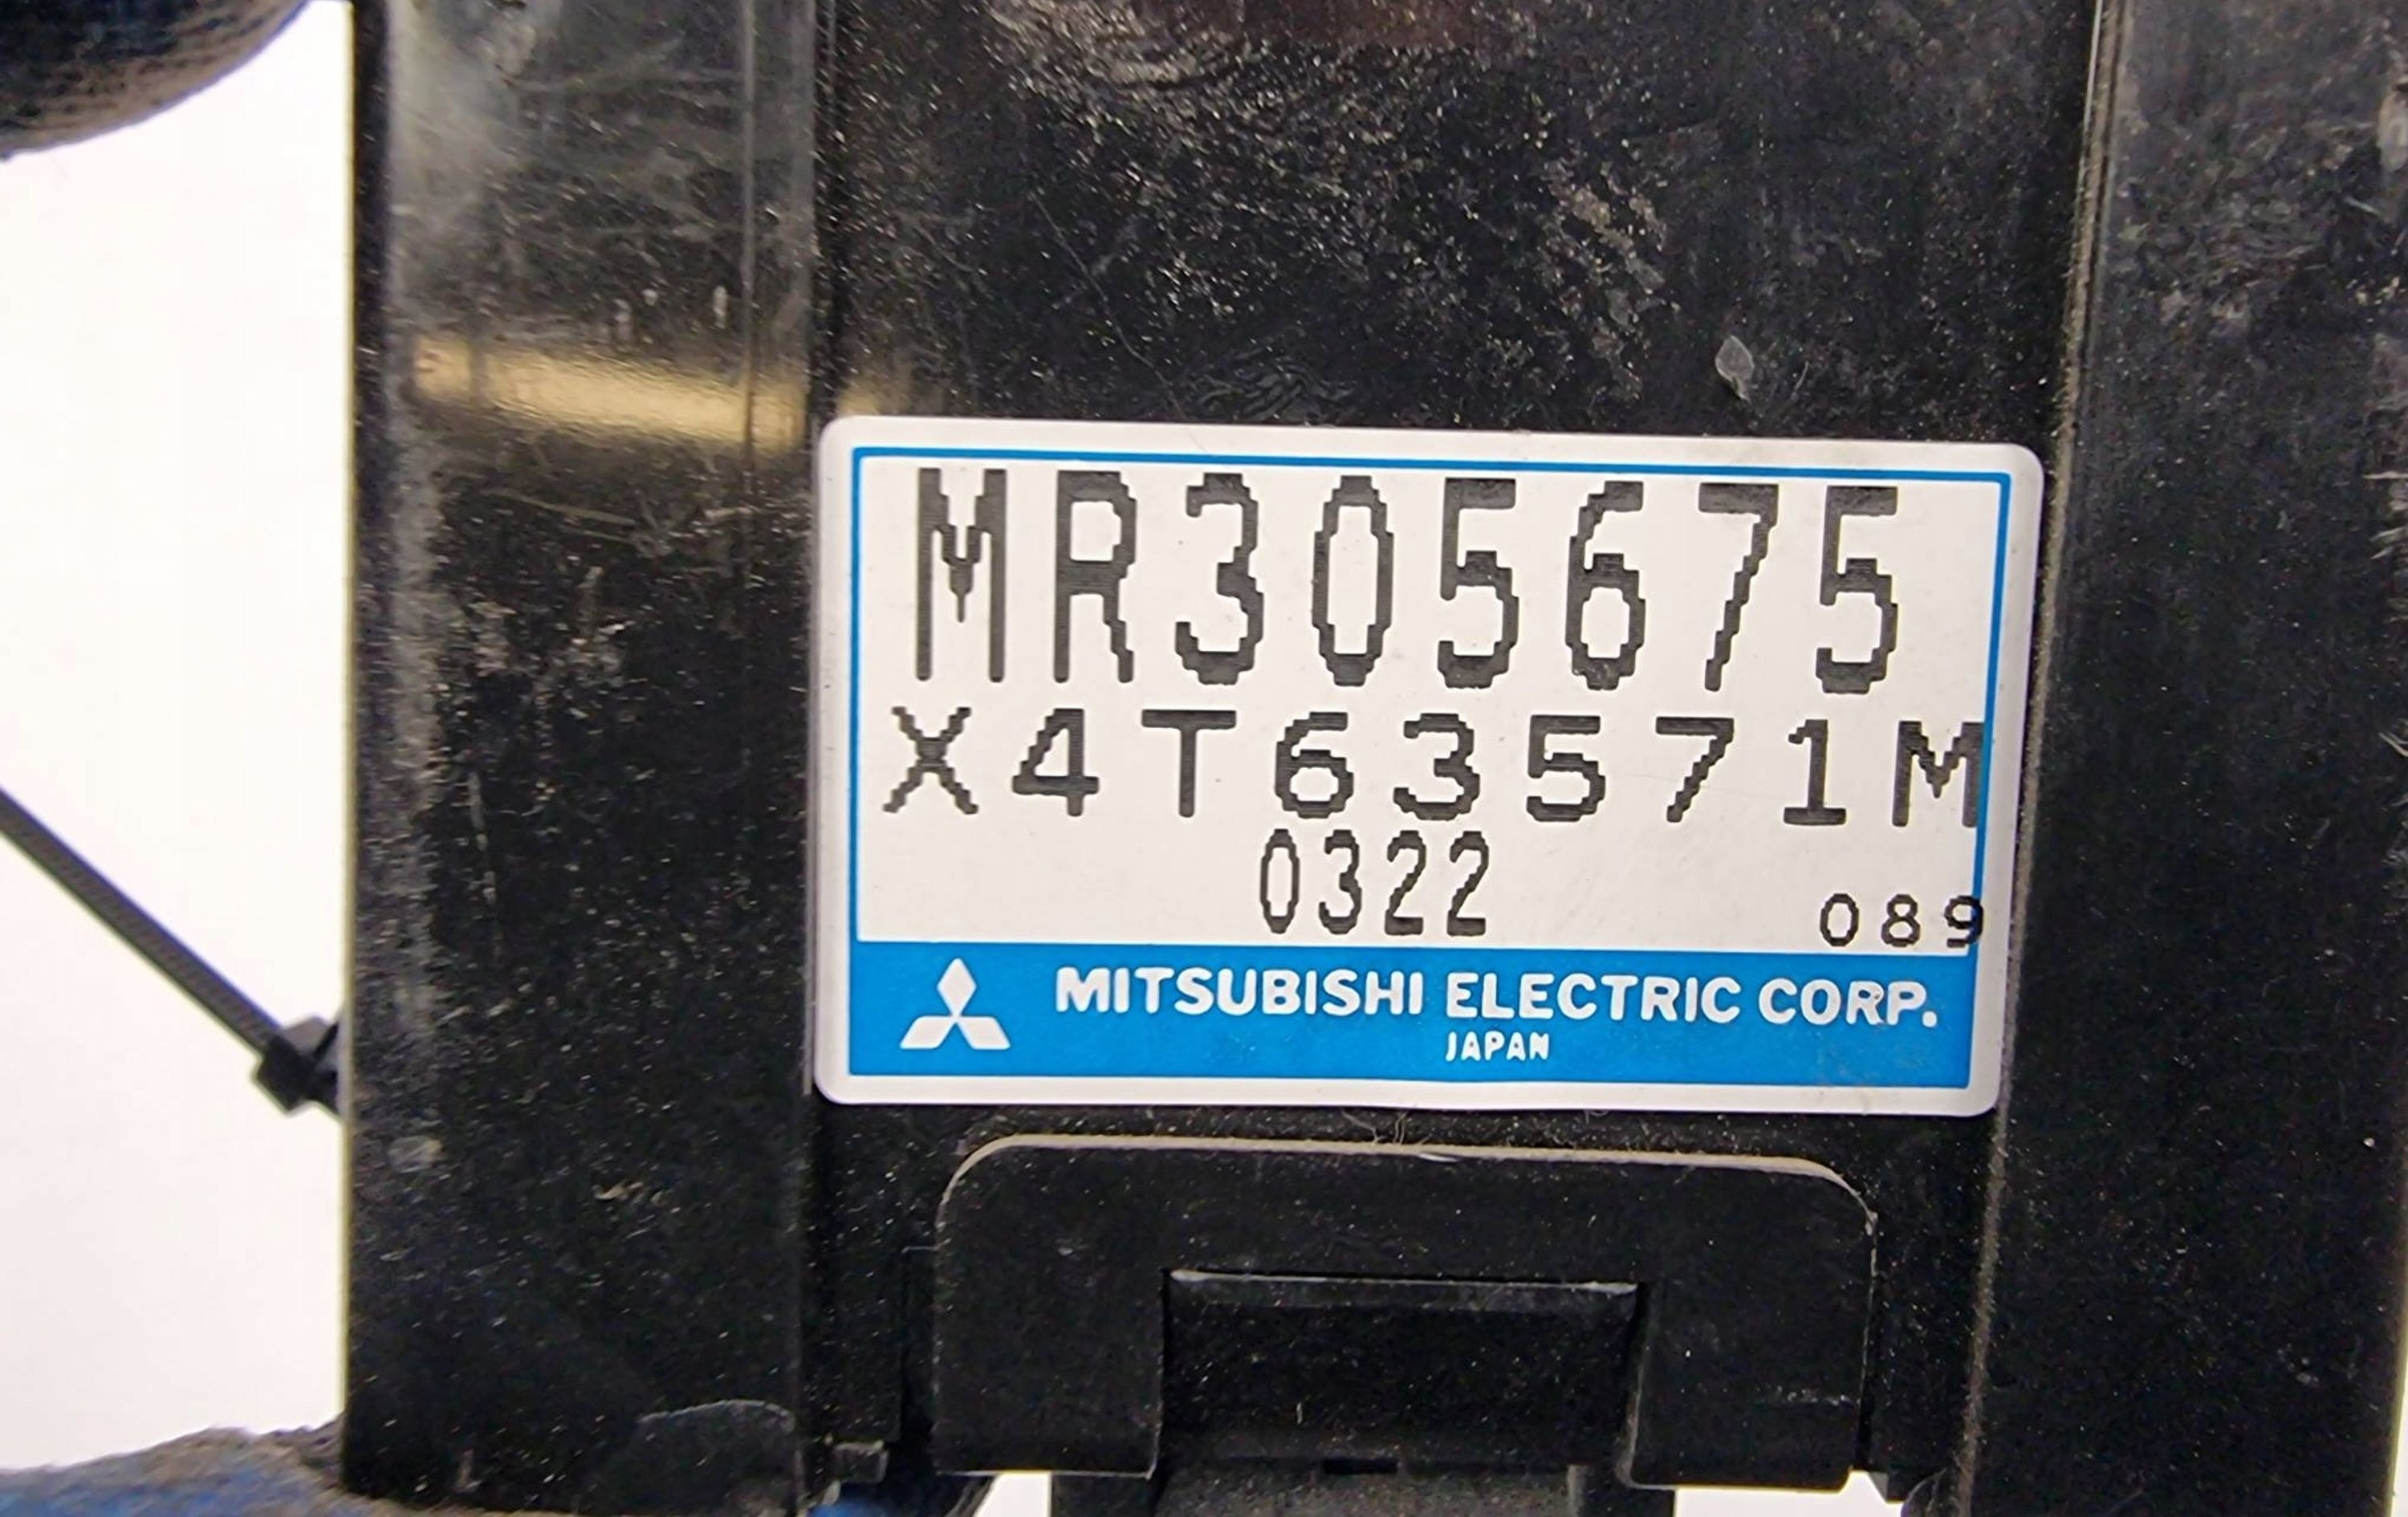 MR305675
X4T63571M
0322
089
MITSUBISHI ELECTRIC CORP.
JAPAN